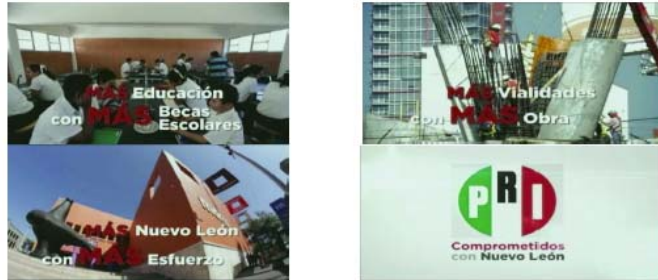 MÁS Educación
con MÁS Becas
Escolares
MÁS Vialidades
con MÁS Obra
MÁS Nuevo León
con MÁS Esfuerzo
PRI
Comprometidos
con Nuevo León